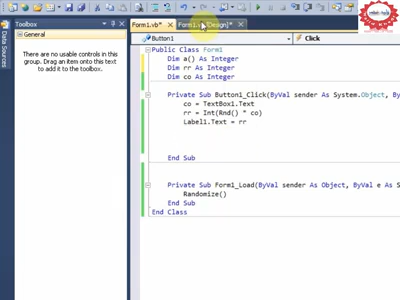 Toolbox
General
There are no usable controls in this
group. Drag an item onto this text
to add it to the toolbox.
Data Sources
Form1.vb*
Form1.vb [Design]*
Button1
Click
Public Class Form1
Dim a() As Integer
Dim rr As Integer
Dim co As Integer
Private Sub Button1_Click(ByVal sender As System.Object, ByVal
co = TextBox1.Text
rr = Int(Rnd() * co)
Label1.Text = rr
End Sub
Private Sub Form1_Load(ByVal sender As Object, ByVal e As S
Randomize()
End Sub
End Class